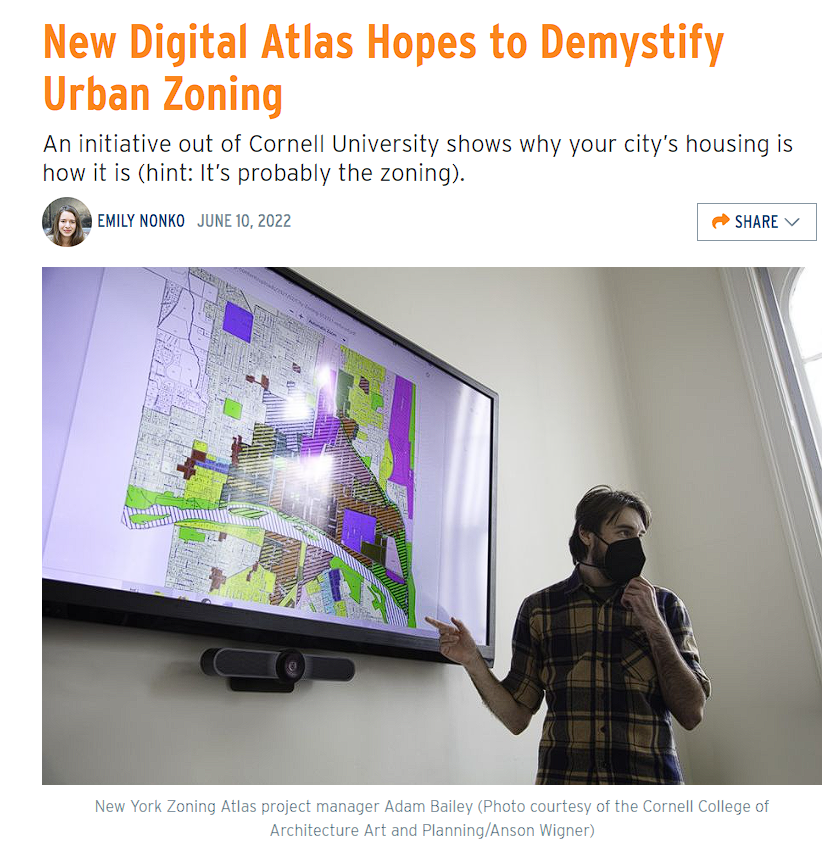 New Digital Atlas Hopes to Demystify
Urban Zoning
An initiative out of Cornell University shows why your city’s housing is
how it is (hint: It’s probably the zoning).
EMILY NONKO JUNE 10, 2022
SHARE
New York Zoning Atlas project manager Adam Bailey (Photo courtesy of the Cornell College of
Architecture Art and Planning/Anson Wigner)